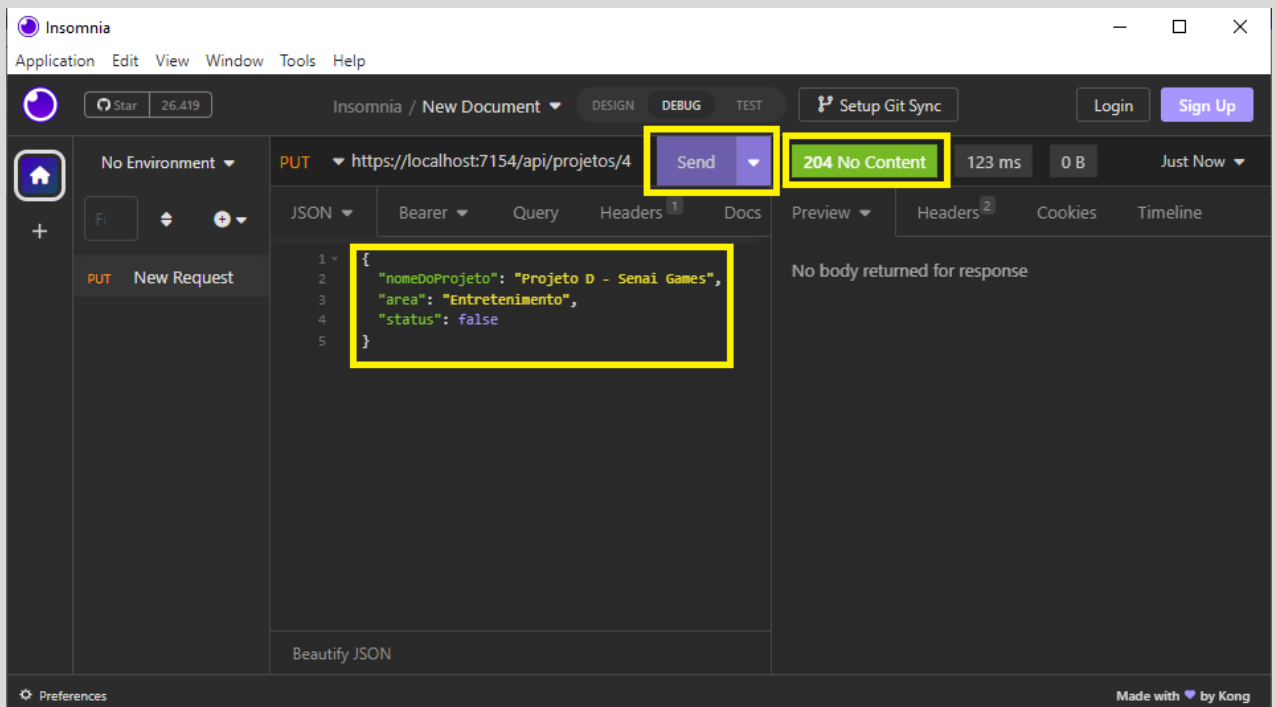 Insomnia
Application Edit View Window Tools Help
Star 26.419
Insomnia / New Document
DESIGN DEBUG TEST
Setup Git Sync
Login
Sign Up
No Environment
PUT https://localhost:7154/api/projetos/4
Send
204 No Content
123 ms
0 B
Just Now
Fi
JSON
Bearer
Query
Headers 1
Docs
Preview
Headers 2
Cookies
Timeline
PUT New Request
1 {
2 "nomeDoProjeto": "Projeto D - Senai Games",
3 "area": "Entretenimento",
4 "status": false
5 }
No body returned for response
Beautify JSON
Preferences
Made with ♥ by Kong